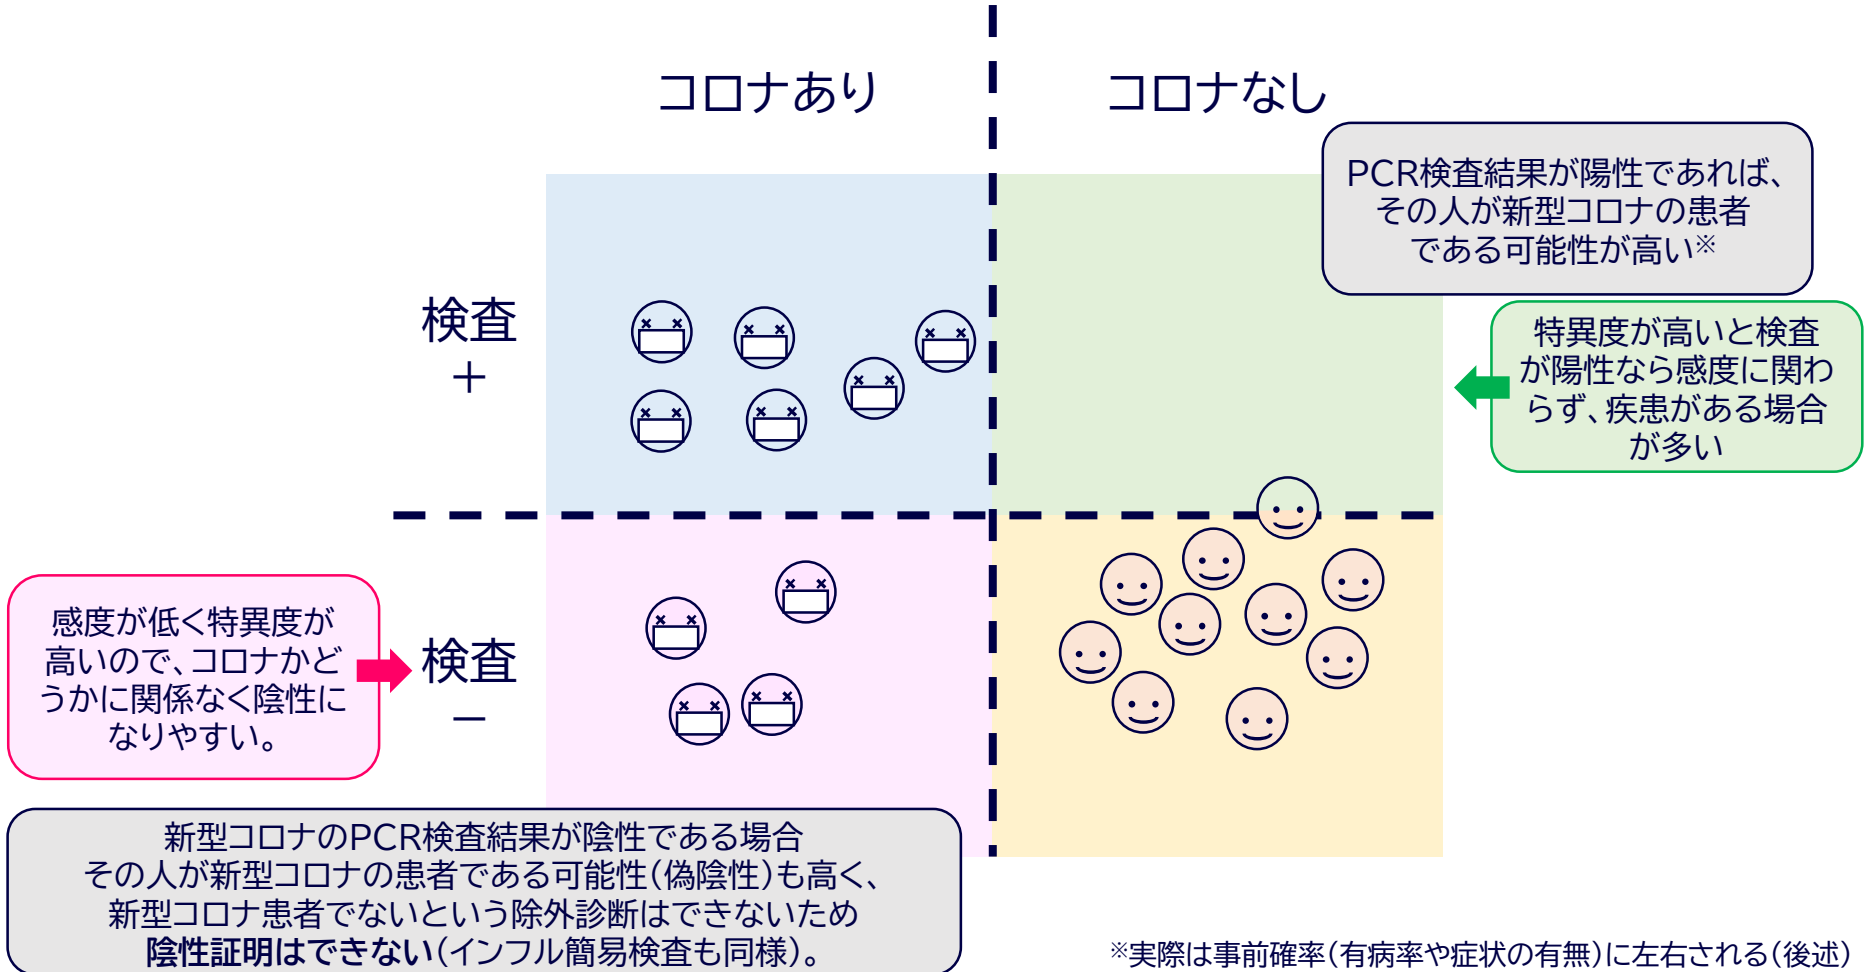 コロナあり
コロナなし
PCR検査結果が陽性であれば、
その人が新型コロナの患者
である可能性が高い※
検査
＋
特異度が高いと検査
が陽性なら感度に関わ
らず、疾患がある場合
が多い
感度が低く特異度が
高いので、コロナかど
うかに関係なく陰性に
なりやすい。
検査
－
新型コロナのPCR検査結果が陰性である場合
その人が新型コロナの患者である可能性(偽陰性)も高く、
新型コロナ患者でないという除外診断はできないため
陰性証明はできない(インフル簡易検査も同様)。
※実際は事前確率(有病率や症状の有無)に左右される(後述)